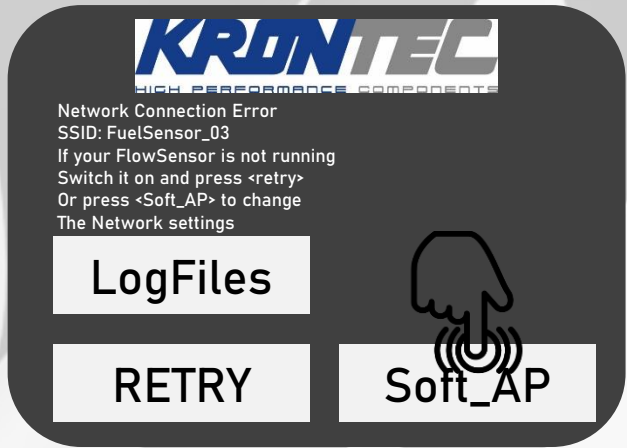 KRONTEC
HIGH PERFORMANCE COMPONENTS
Network Connection Error
SSID: FuelSensor_03
If your FlowSensor is not running
Switch it on and press <retry>
Or press <Soft_AP> to change
The Network settings
LogFiles
RETRY
Soft_AP